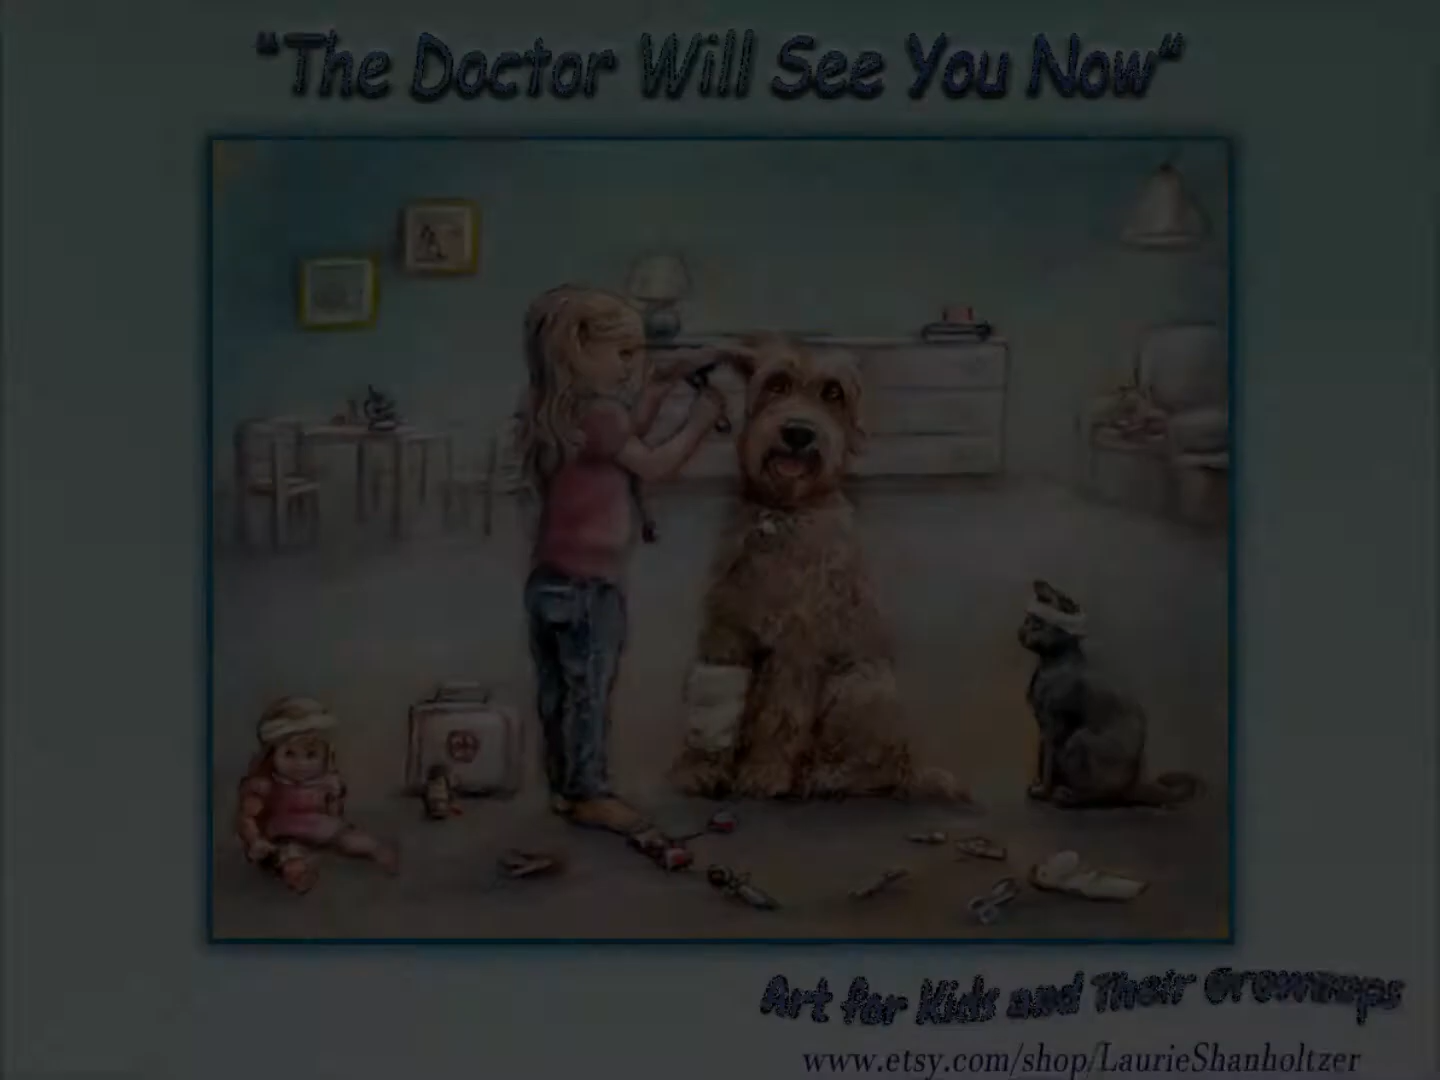 "The Doctor Will See You Now"
Art for Kids and Their Grownups
www.etsy.com/shop/LaurieShanholtzer